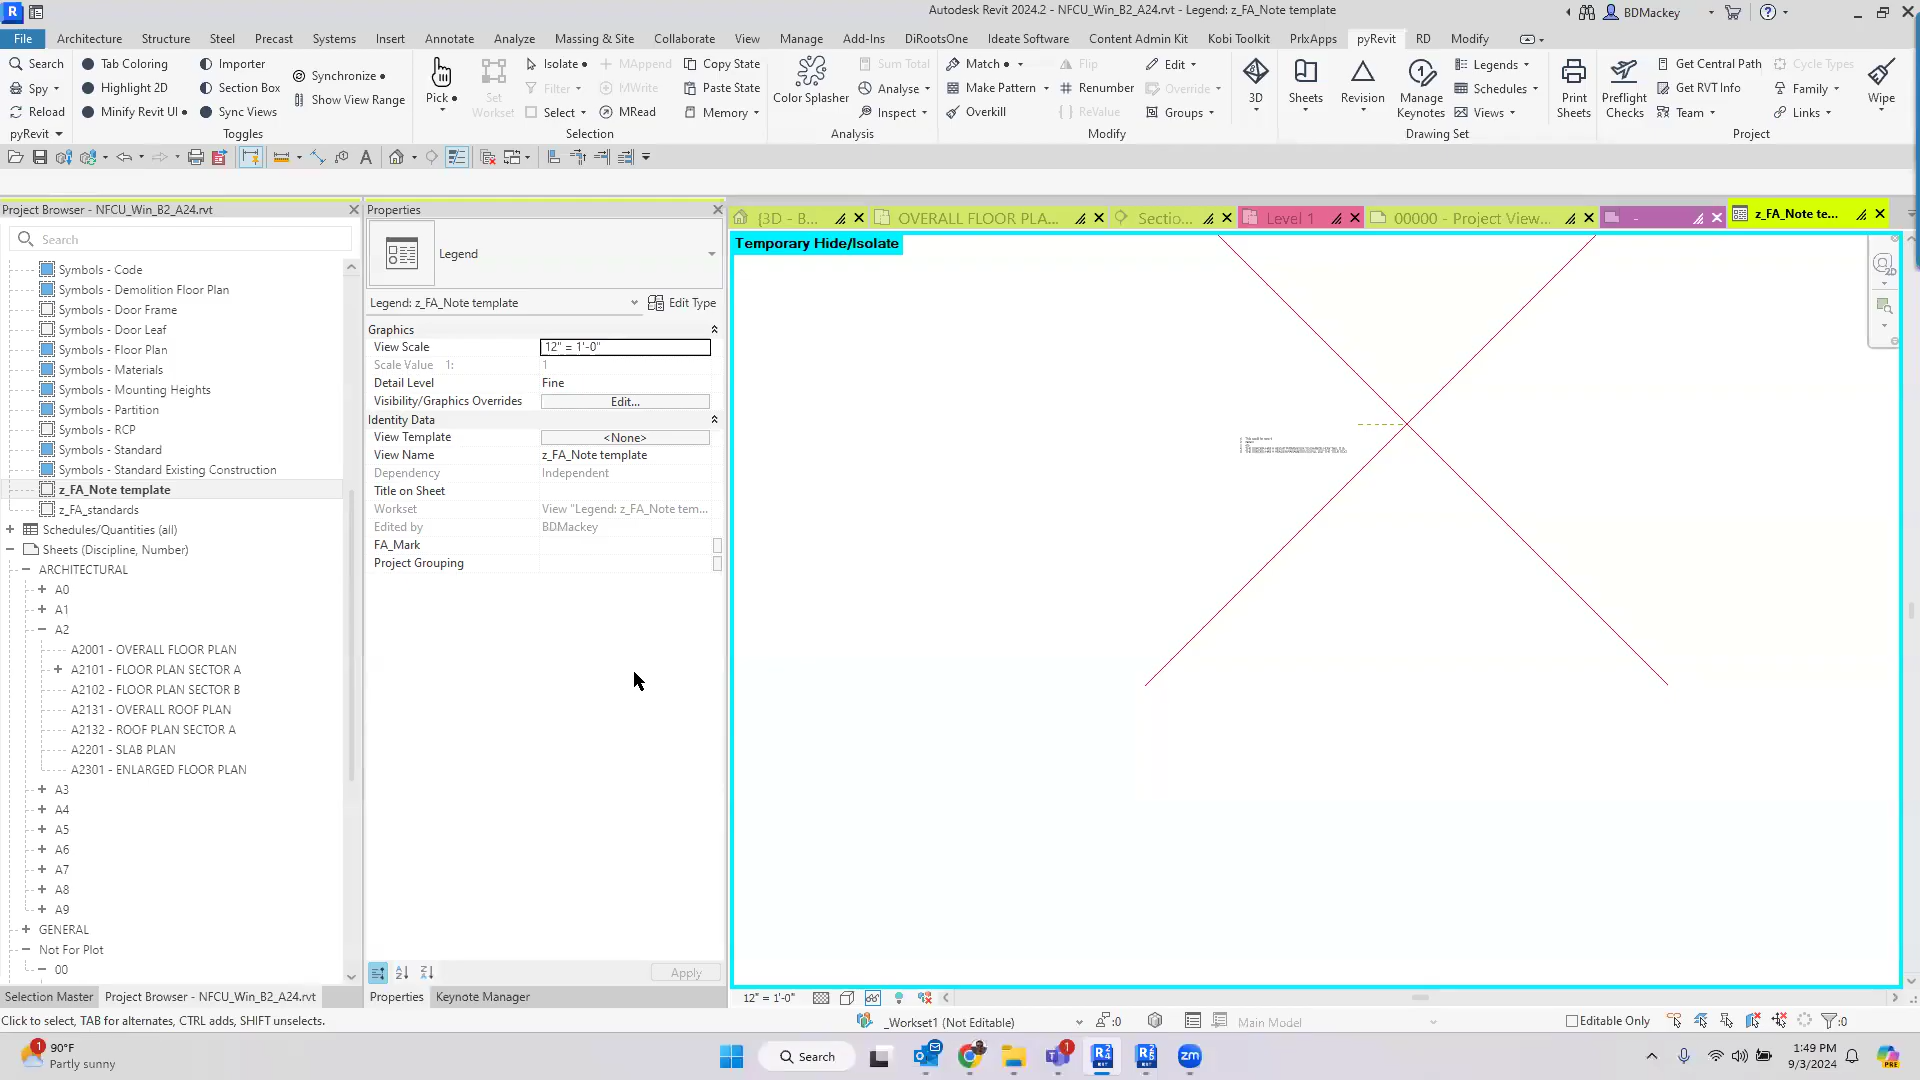 Autodesk Revit 2024.2 - NFCU_Win_B2_A24.rvt - Legend: z_FA_Note template
BDMackey
File Architecture Structure Steel Precast Systems Insert Annotate Analyze Massing & Site Collaborate View Manage Add-Ins DiRootsOne Ideate Software Content Admin Kit Kobi Toolkit PrlxApps pyRevit RD Modify
Search Tab Coloring Importer Isolate MAppend Copy State Sum Total Match Flip Edit Legends Get Central Path Cycle Types
Synchronize
Spy Highlight 2D Section Box Filter MWrite Paste State Analyse Make Pattern Renumber Override Schedules Get RVT Info Family
Show View Range
Pick Set Workset Color Splasher 3D Sheets Revision Manage Keynotes Print Sheets Preflight Checks Wipe
Reload Minify Revit UI Sync Views Select MRead Memory Inspect Overkill ReValue Groups Views Team Links
pyRevit Toggles Selection Analysis Modify Drawing Set Project
Project Browser - NFCU_Win_B2_A24.rvt
Search
Symbols - Code
Symbols - Demolition Floor Plan
Symbols - Door Frame
Symbols - Door Leaf
Symbols - Floor Plan
Symbols - Materials
Symbols - Mounting Heights
Symbols - Partition
Symbols - RCP
Symbols - Standard
Symbols - Standard Existing Construction
z_FA_Note template
z_FA_standards
Schedules/Quantities (all)
Sheets (Discipline, Number)
ARCHITECTURAL
A0
A1
A2
A2001 - OVERALL FLOOR PLAN
A2101 - FLOOR PLAN SECTOR A
A2102 - FLOOR PLAN SECTOR B
A2131 - OVERALL ROOF PLAN
A2132 - ROOF PLAN SECTOR A
A2201 - SLAB PLAN
A2301 - ENLARGED FLOOR PLAN
A3
A4
A5
A6
A7
A8
A9
GENERAL
Not For Plot
00
Selection Master Project Browser - NFCU_Win_B2_A24.rvt
Properties
Legend
Legend: z_FA_Note template Edit Type
Graphics
View Scale 12" = 1'-0"
Scale Value 1: 1
Detail Level Fine
Visibility/Graphics Overrides Edit...
Identity Data
View Template <None>
View Name z_FA_Note template
Dependency Independent
Title on Sheet
Workset View "Legend: z_FA_Note tem...
Edited by BDMackey
FA_Mark
Project Grouping
Apply
Properties Keynote Manager
{3D - B... OVERALL FLOOR PLA... Sectio... Level 1 00000 - Project View... - z_FA_Note te...
Temporary Hide/Isolate
2D
12" = 1'-0"
Click to select, TAB for alternates, CTRL adds, SHIFT unselects.
_Workset1 (Not Editable) :0 Main Model Editable Only :0
1 90°F
Partly sunny
Search
1
zm
1:49 PM
9/3/2024
PRE